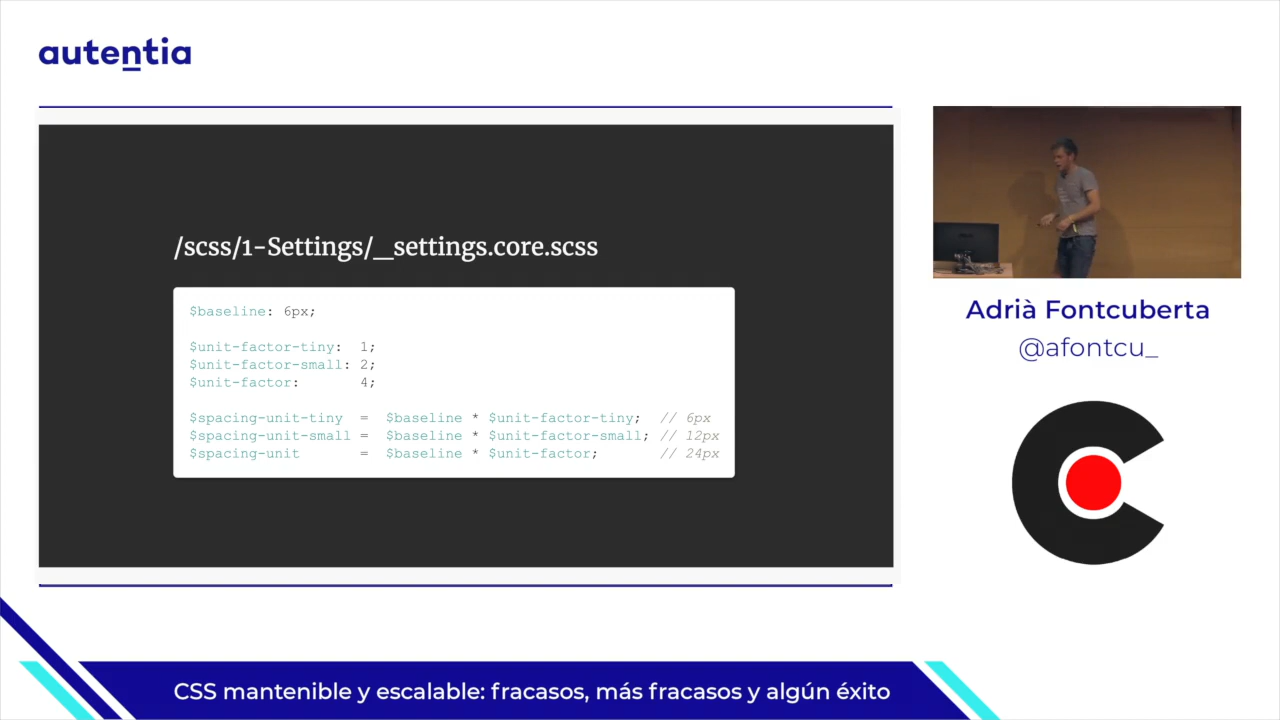 autentia
/scss/1-Settings/_settings.core.scss
$baseline: 6px;
$unit-factor-tiny: 1;
$unit-factor-small: 2;
$unit-factor: 4;
$spacing-unit-tiny = $baseline * $unit-factor-tiny; // 6px
$spacing-unit-small = $baseline * $unit-factor-small; // 12px
$spacing-unit = $baseline * $unit-factor; // 24px
Adrià Fontcuberta
@afontcu_
CSS mantenible y escalable: fracasos, más fracasos y algún éxito